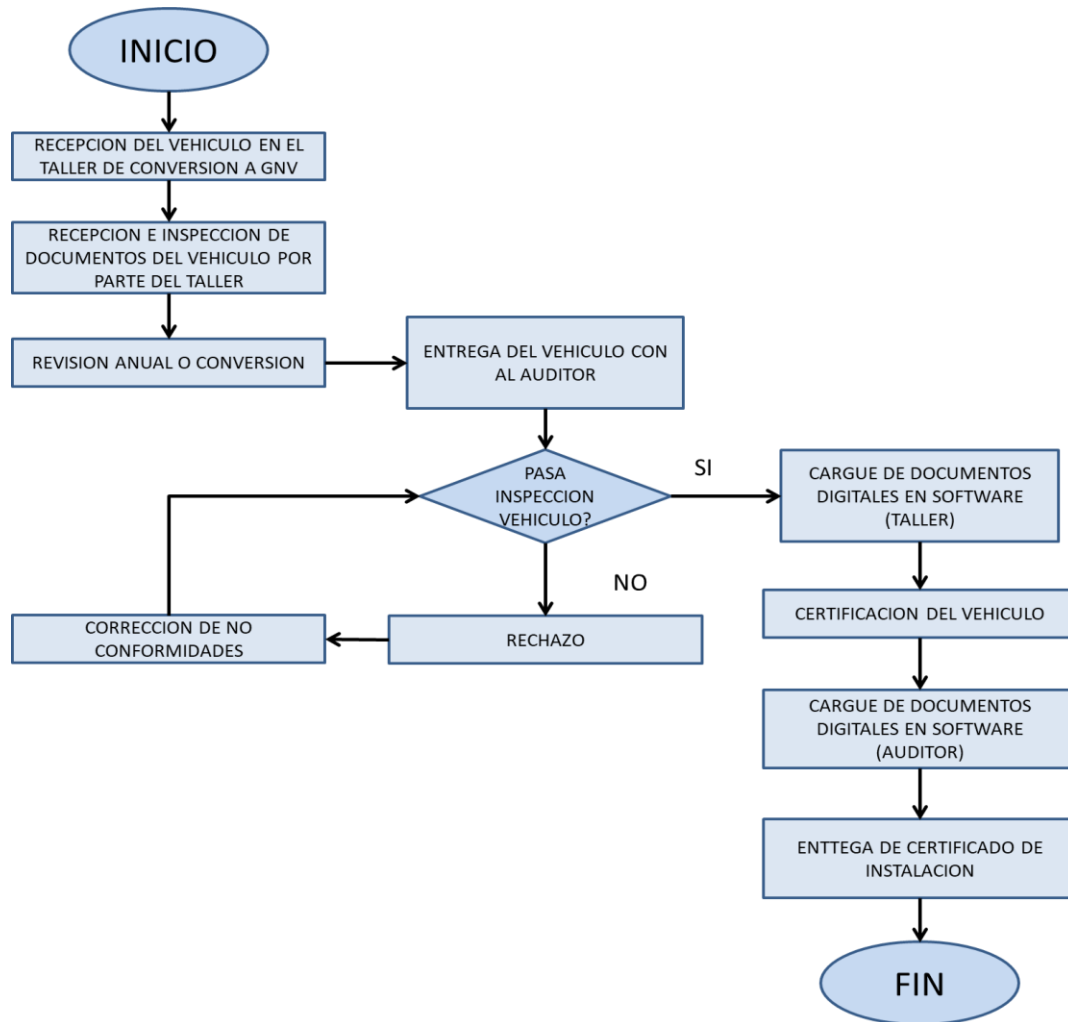 INICIO
RECEPCION DEL VEHICULO EN EL
TALLER DE CONVERSION A GNV
RECEPCION E INSPECCION DE
DOCUMENTOS DEL VEHICULO POR
PARTE DEL TALLER
REVISION ANUAL O CONVERSION
ENTREGA DEL VEHICULO CON
AL AUDITOR
PASA
INSPECCION
VEHICULO?
SI
NO
RECHAZO
CORRECCION DE NO
CONFORMIDADES
CARGUE DE DOCUMENTOS
DIGITALES EN SOFTWARE
(TALLER)
CERTIFICACION DEL VEHICULO
CARGUE DE DOCUMENTOS
DIGITALES EN SOFTWARE
(AUDITOR)
ENTTEGA DE CERTIFICADO DE
INSTALACION
FIN